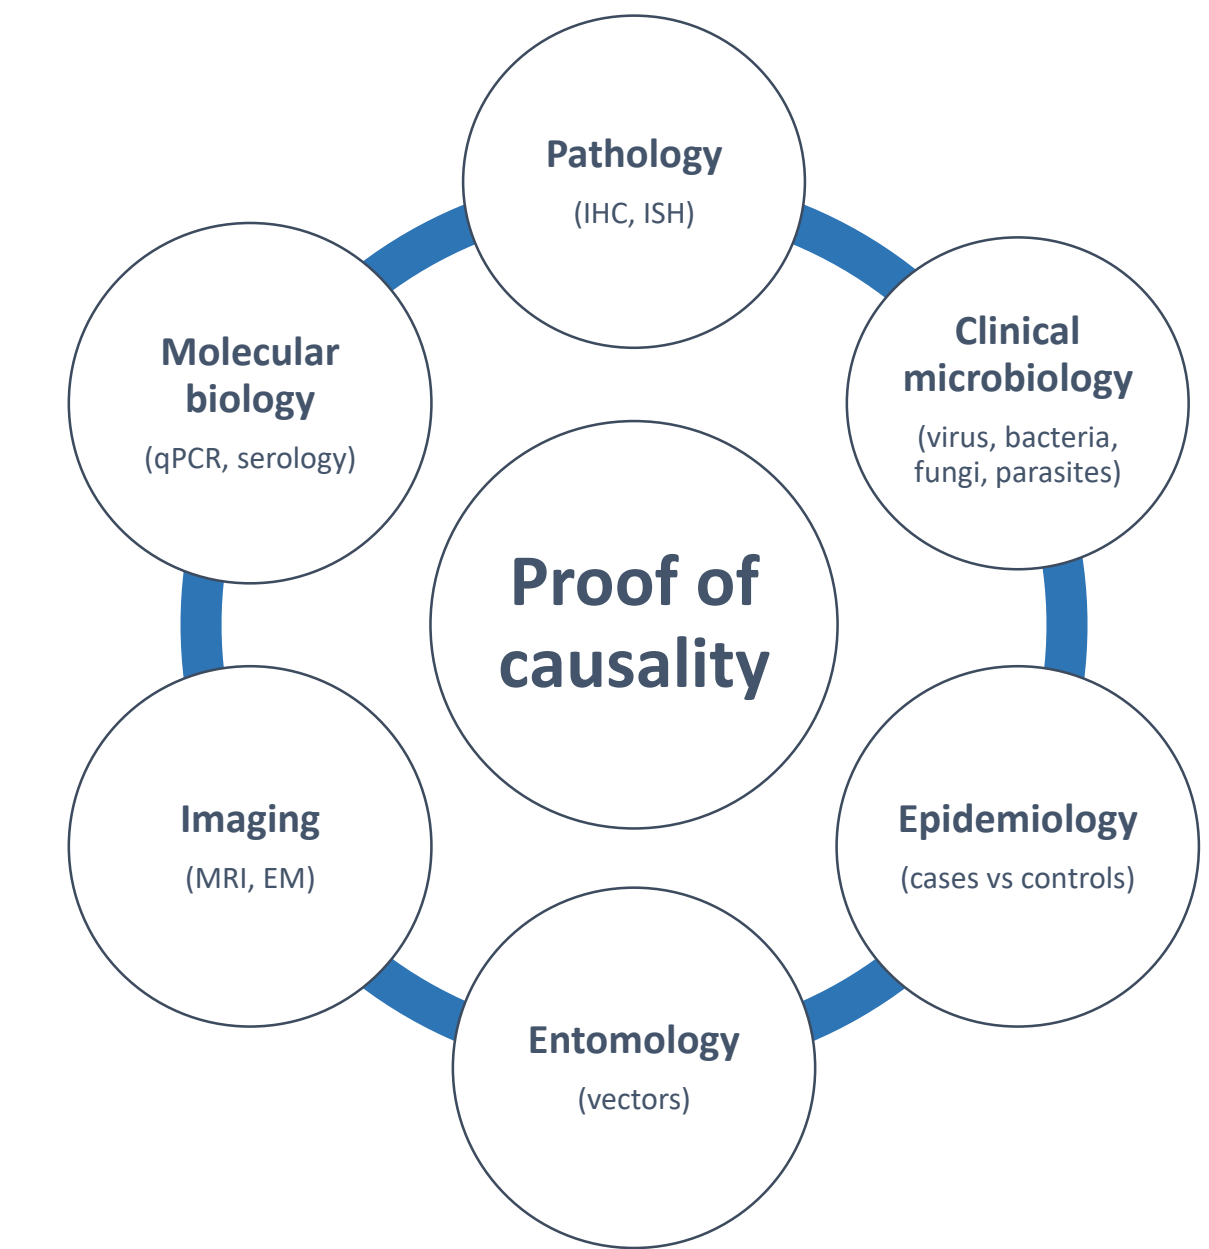 Pathology
(IHC, ISH)
Clinical
microbiology
(virus, bacteria,
fungi, parasites)
Molecular
biology
(qPCR, serology)
Proof of
causality
Imaging
(MRI, EM)
Epidemiology
(cases vs controls)
Entomology
(vectors)